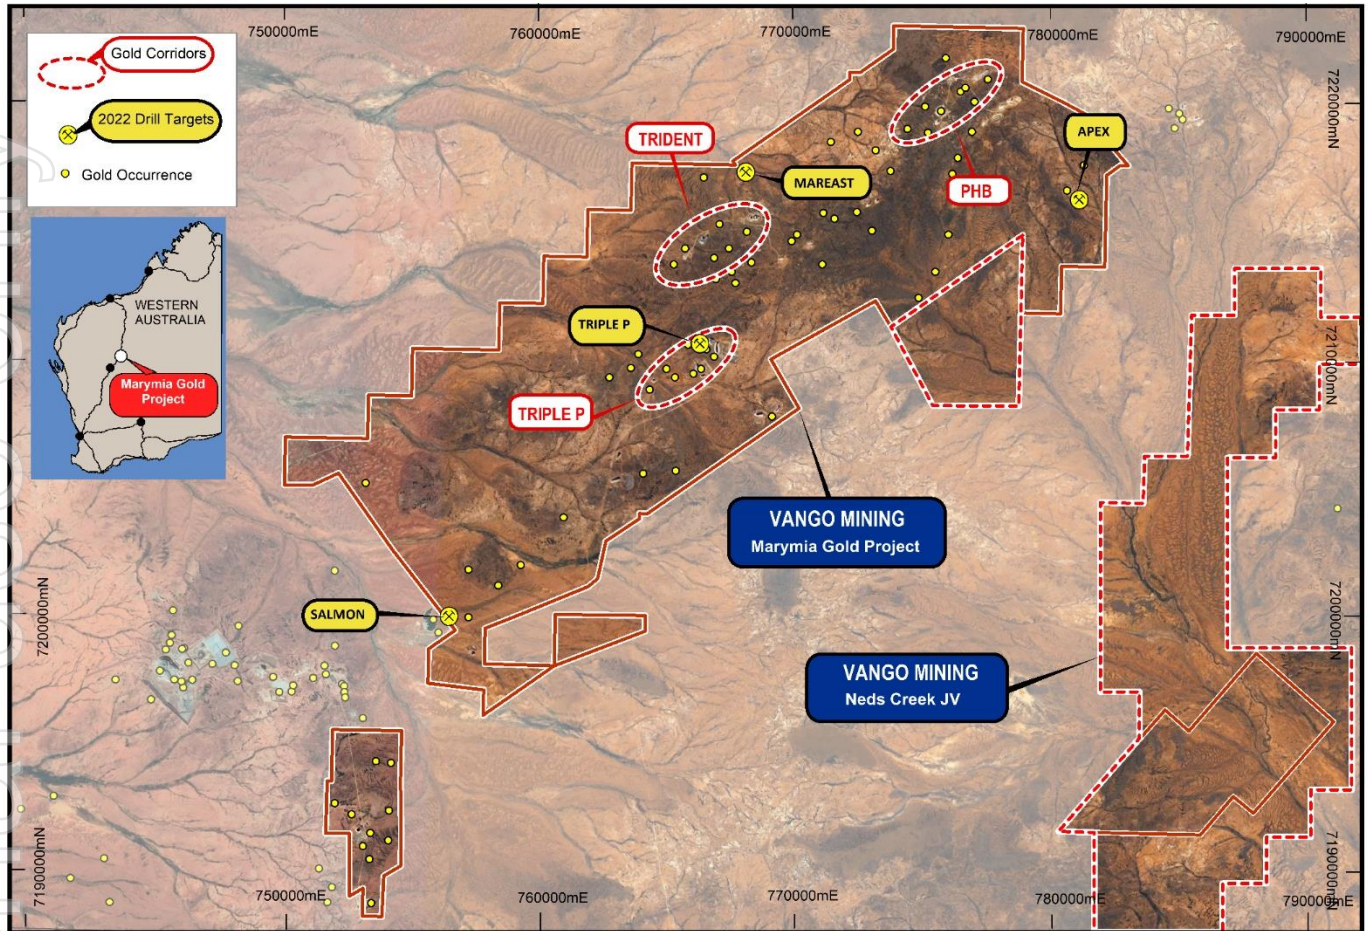 750000mE
760000mE
770000mE
780000mE
790000mE
Gold Corridors
2022 Drill Targets
Gold Occurrence
7220000mN
TRIDENT
MAREAST
APEX
PHB
WESTERN
AUSTRALIA
Marymia Gold
Project
TRIPLE P
TRIPLE P
7210000mN
VANGO MINING
Marymia Gold Project
SALMON
7200000mN
7200000mN
VANGO MINING
Neds Creek JV
7190000mN
7190000mN
750000mE
760000mE
770000mE
780000mE
790000mE